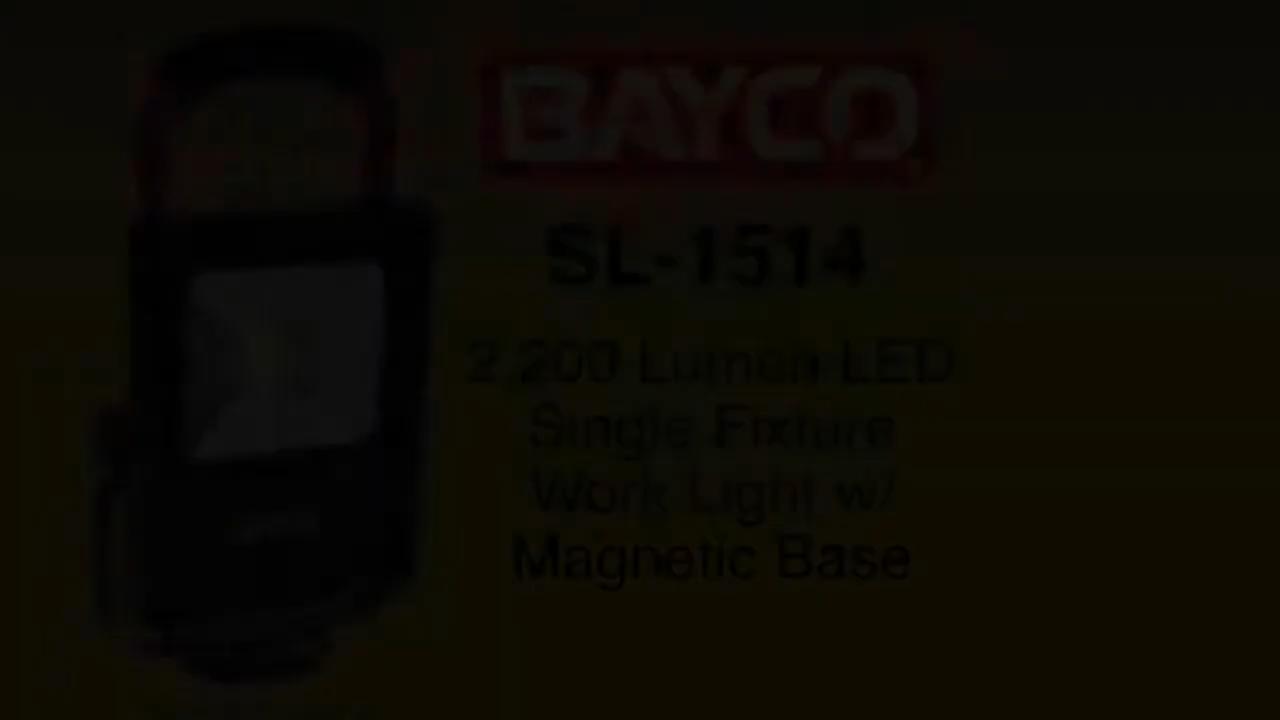 BAYCO
SL-1514
2,200 Lumen LED
Single Fixture
Work Light w/
Magnetic Base